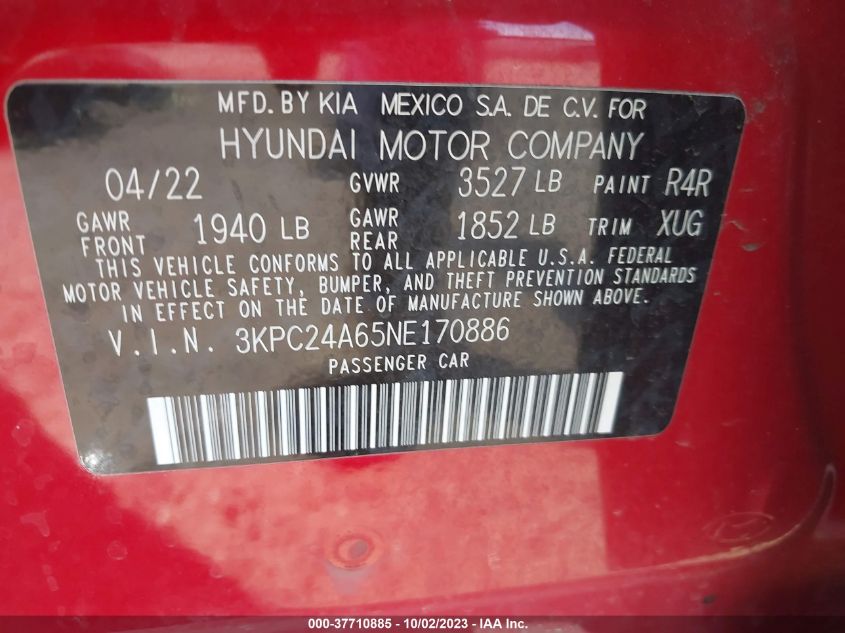 MFD. BY KIA MEXICO S.A. DE C.V. FOR
HYUNDAI MOTOR COMPANY
04/22 GVWR 3527 LB PAINT R4R
GAWR FRONT 1940 LB GAWR REAR 1852 LB TRIM XUG
THIS VEHICLE CONFORMS TO ALL APPLICABLE U.S.A. FEDERAL
MOTOR VEHICLE SAFETY, BUMPER, AND THEFT PREVENTION STANDARDS
IN EFFECT ON THE DATE OF MANUFACTURE SHOWN ABOVE.
V.I.N. 3KPC24A65NE170886
PASSENGER CAR
000-37710885 - 10/02/2023 - IAA Inc.